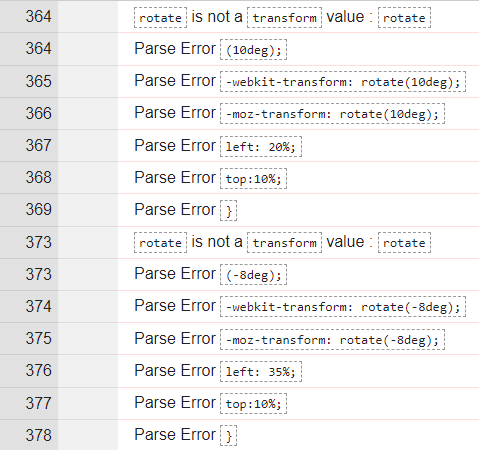 364 rotate is not a transform value : rotate
364 Parse Error (10deg);
365 Parse Error -webkit-transform: rotate(10deg);
366 Parse Error -moz-transform: rotate(10deg);
367 Parse Error left: 20%;
368 Parse Error top:10%;
369 Parse Error }
373 rotate is not a transform value : rotate
373 Parse Error (-8deg);
374 Parse Error -webkit-transform: rotate(-8deg);
375 Parse Error -moz-transform: rotate(-8deg);
376 Parse Error left: 35%;
377 Parse Error top:10%;
378 Parse Error }